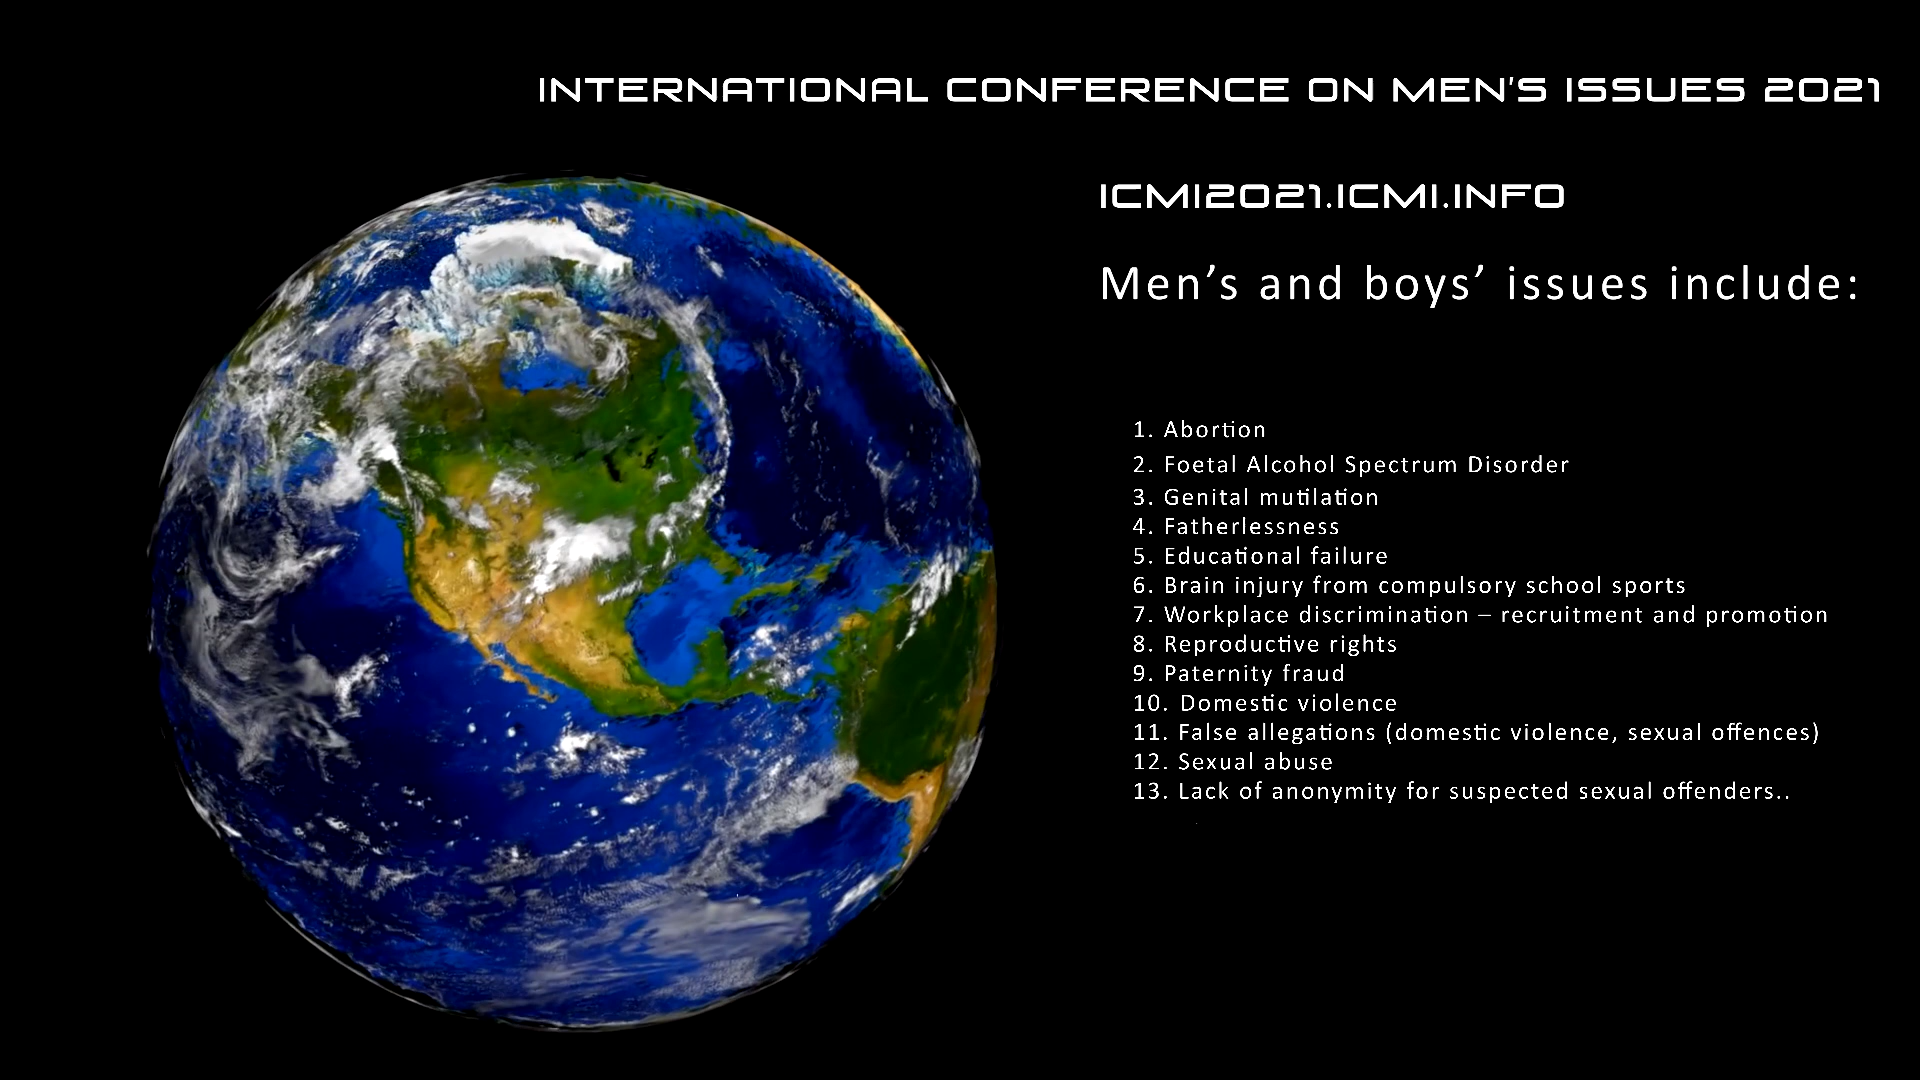 INTERNATIONAL CONFERENCE ON MEN'S ISSUES 2021
ICMI2021.ICMI.INFO
Men’s and boys’ issues include:
1. Abortion
2. Foetal Alcohol Spectrum Disorder
3. Genital mutilation
4. Fatherlessness
5. Educational failure
6. Brain injury from compulsory school sports
7. Workplace discrimination – recruitment and promotion
8. Reproductive rights
9. Paternity fraud
10. Domestic violence
11. False allegations (domestic violence, sexual offences)
12. Sexual abuse
13. Lack of anonymity for suspected sexual offenders..